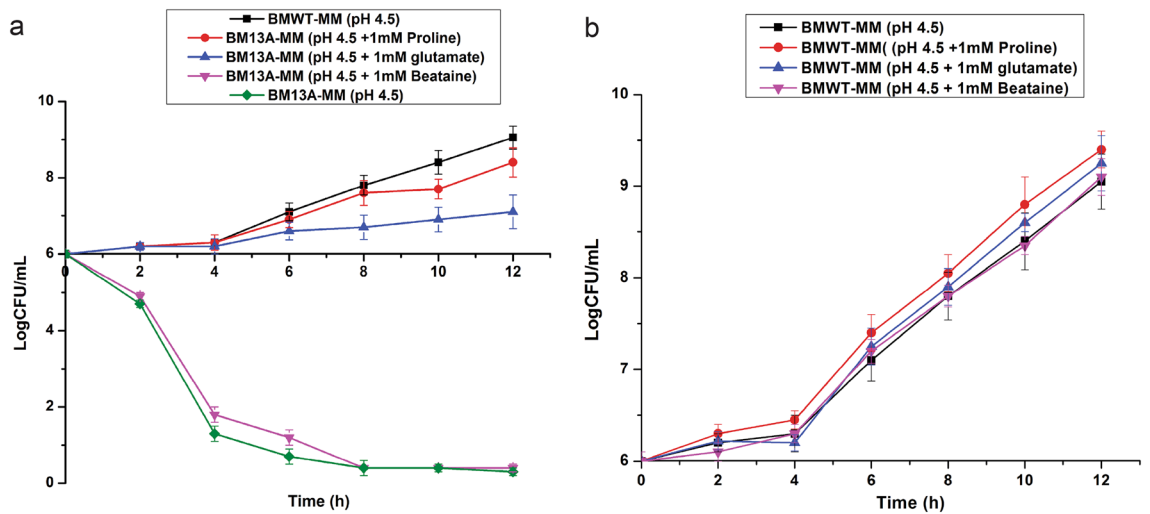 a
BMWT-MM (pH 4.5)
BM13A-MM (pH 4.5 +1mM Proline)
BM13A-MM (pH 4.5 + 1mM glutamate)
BM13A-MM (pH 4.5 + 1mM Beataine)
BM13A-MM (pH 4.5)
10
8
6
4
2
0
LogCFU/mL
0 2 4 6 8 10 12
Time (h)
b
BMWT-MM (pH 4.5)
BMWT-MM( (pH 4.5 +1mM Proline)
BMWT-MM (pH 4.5 + 1mM glutamate)
BMWT-MM (pH 4.5 + 1mM Beataine)
10
9
8
7
6
LogCFU/mL
0 2 4 6 8 10 12
Time (h)